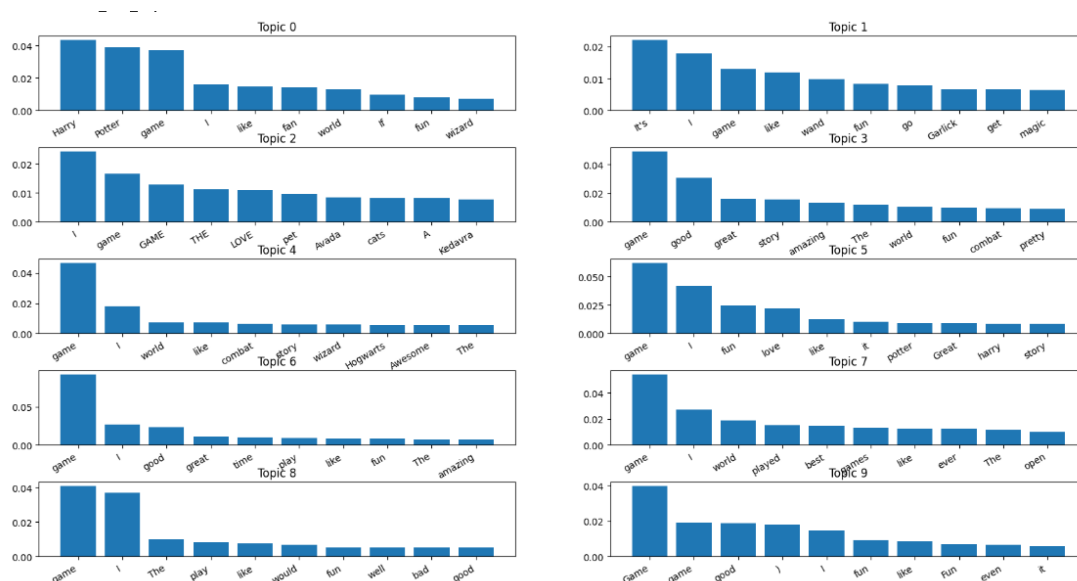 Topic 0
0.04
0.02
0.00
Harry Potter game I like fan world If fun wizard
Topic 1
0.02
0.01
0.00
It's I game like wand fun go Garlick get magic
Topic 2
0.02
0.01
0.00
I game GAME THE LOVE pet Avada cats A Kedavra
Topic 3
0.04
0.02
0.00
game good great story amazing The world fun combat pretty
Topic 4
0.04
0.02
0.00
game I world like combat story wizard Hogwarts Awesome The
Topic 5
0.050
0.025
0.000
game I fun love like it potter Great harry story
Topic 6
0.05
0.00
game I good great time play like fun The amazing
Topic 7
0.04
0.02
0.00
game I world played best games like ever The open
Topic 8
0.04
0.02
0.00
game I The play like would fun well bad good
Topic 9
0.04
0.02
0.00
Game game good ) I fun like Fun even it